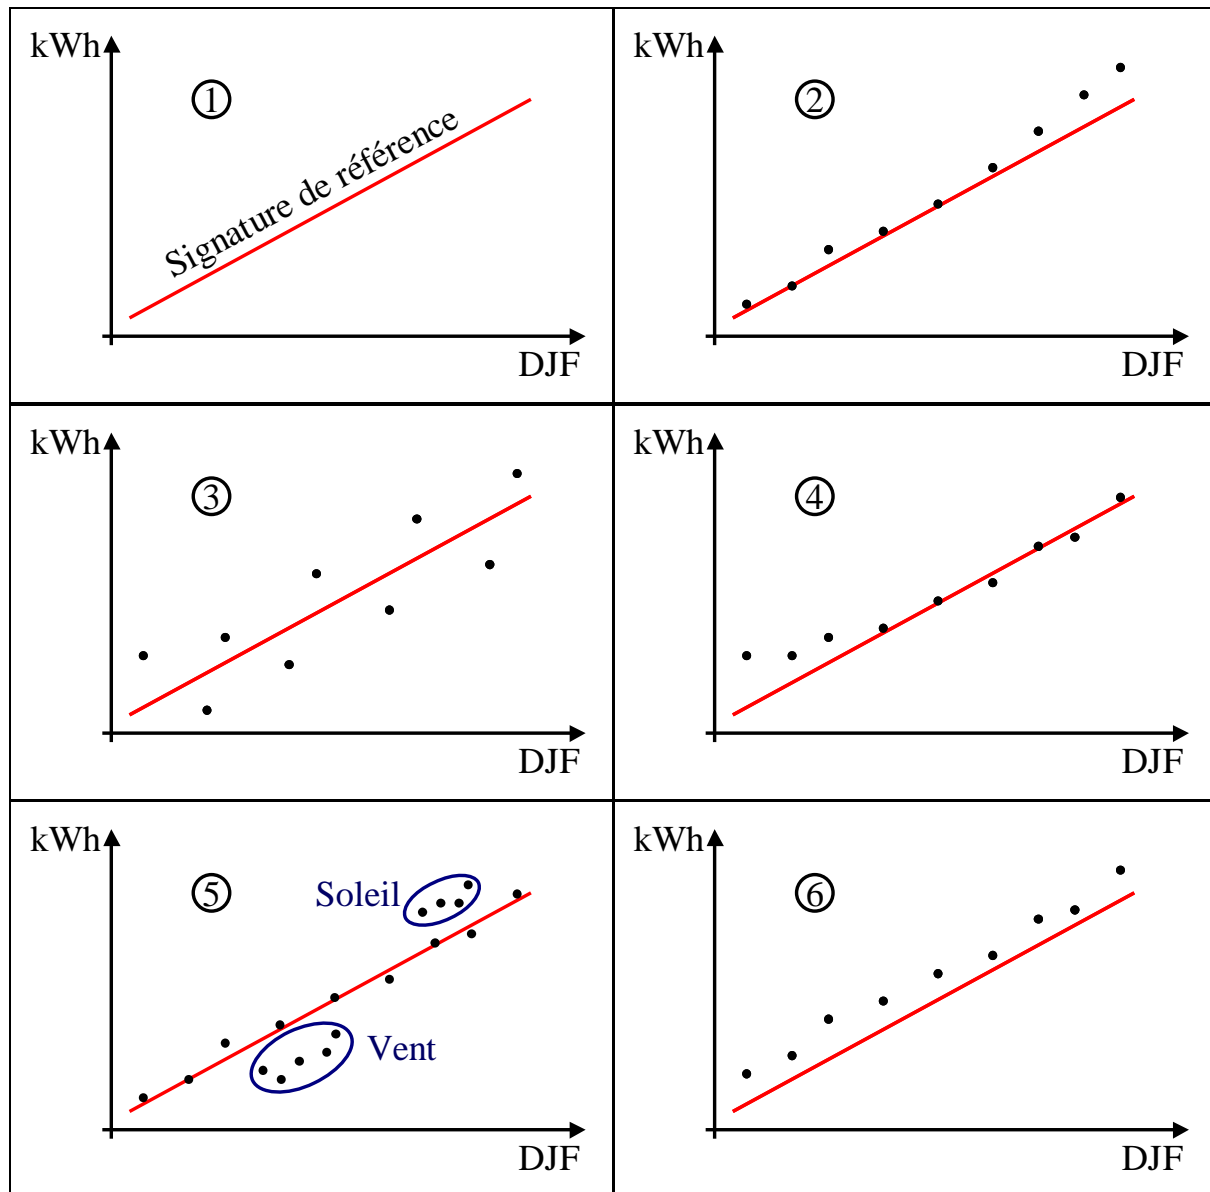 kWh
①
Signature de référence
DJF
kWh
②
DJF
kWh
③
DJF
kWh
④
DJF
kWh
⑤
Soleil
Vent
DJF
kWh
⑥
DJF